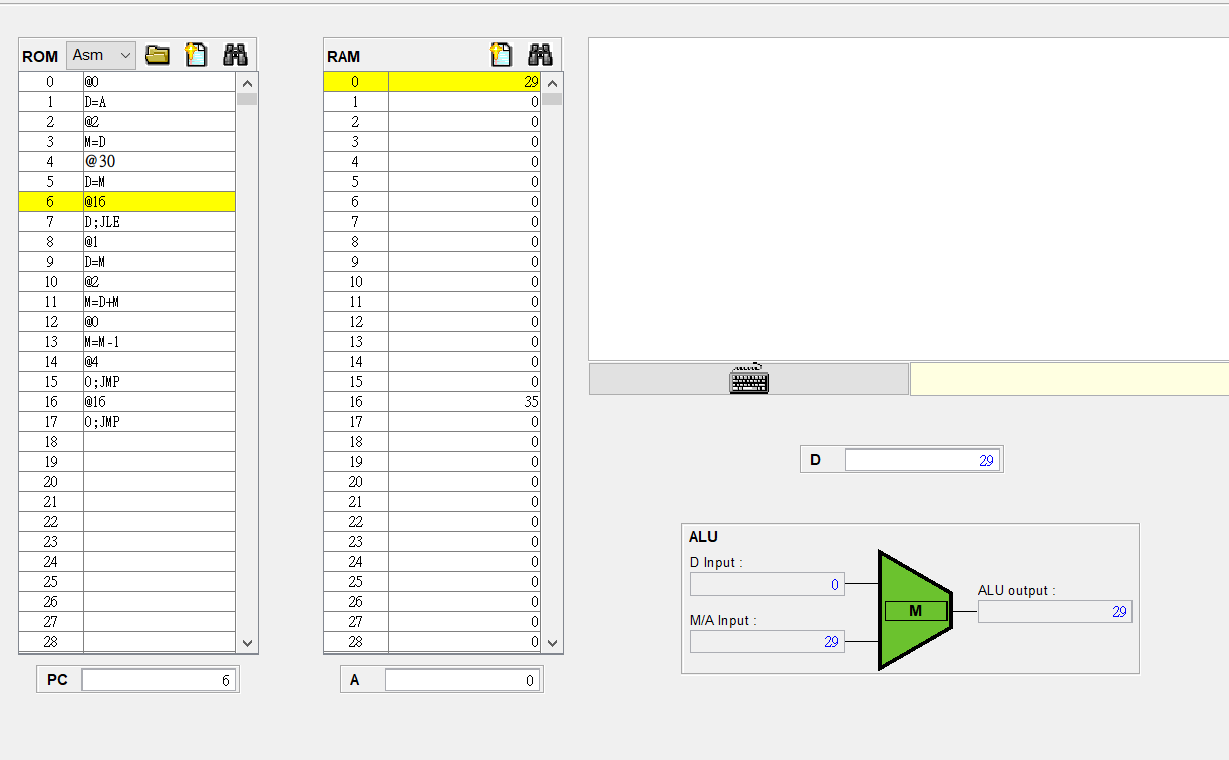 ROM Asm
0 @0
1 D=A
2 @2
3 M=D
4 @30
5 D=M
6 @16
7 D;JLE
8 @1
9 D=M
10 @2
11 M=D+M
12 @0
13 M=M-1
14 @4
15 0;JMP
16 @16
17 0;JMP
18
19
20
21
22
23
24
25
26
27
28
PC 6
RAM
0 29
1 0
2 0
3 0
4 0
5 0
6 0
7 0
8 0
9 0
10 0
11 0
12 0
13 0
14 0
15 0
16 35
17 0
18 0
19 0
20 0
21 0
22 0
23 0
24 0
25 0
26 0
27 0
28 0
A 0
D 29
ALU
D Input :
0
M/A Input :
29
M
ALU output :
29